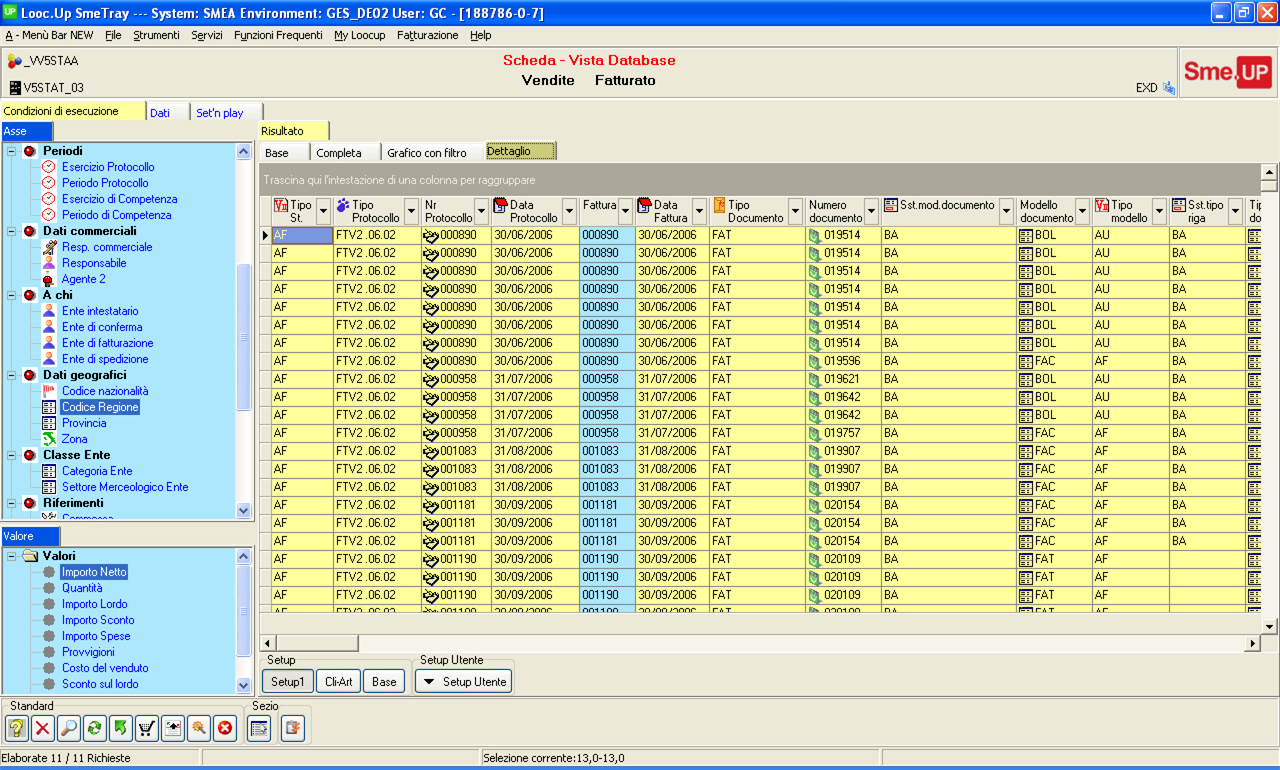 UP Looc.Up SmeTray --- System: SMEA Environment: GES_DE02 User: GC - [188786-0-7]
A - Menù Bar NEW File Strumenti Servizi Funzioni Frequenti My Loocup Fatturazione Help
_VV5STAA
Scheda - Vista Database
Vendite Fatturato
V5STAT_03
EXD
Sme.UP
Condizioni di esecuzione Dati Set'n play
Asse
Periodi
Esercizio Protocollo
Periodo Protocollo
Esercizio di Competenza
Periodo di Competenza
Dati commerciali
Resp. commerciale
Responsabile
Agente 2
A chi
Ente intestatario
Ente di conferma
Ente di fatturazione
Ente di spedizione
Dati geografici
Codice nazionalità
Codice Regione
Provincia
Zona
Classe Ente
Categoria Ente
Settore Merceologico Ente
Riferimenti
Commessa
Valore
Valori
Importo Netto
Quantità
Importo Lordo
Importo Sconto
Importo Spese
Provvigioni
Costo del venduto
Sconto sul lordo
Risultato
Base Completa Grafico con filtro Dettaglio
Trascina qui l'intestazione di una colonna per raggruppare
Tipo St. Tipo Protocollo Nr Protocollo Data Protocollo Fattura Data Fattura Tipo Documento Numero documento Sst.mod.documento Modello documento Tipo modello Sst.tipo riga
AF FTV2 .06.02 000890 30/06/2006 000890 30/06/2006 FAT 019514 BA BOL AU BA
AF FTV2 .06.02 000890 30/06/2006 000890 30/06/2006 FAT 019514 BA BOL AU BA
AF FTV2 .06.02 000890 30/06/2006 000890 30/06/2006 FAT 019514 BA BOL AU BA
AF FTV2 .06.02 000890 30/06/2006 000890 30/06/2006 FAT 019514 BA BOL AU BA
AF FTV2 .06.02 000890 30/06/2006 000890 30/06/2006 FAT 019514 BA BOL AU BA
AF FTV2 .06.02 000890 30/06/2006 000890 30/06/2006 FAT 019514 BA BOL AU BA
AF FTV2 .06.02 000890 30/06/2006 000890 30/06/2006 FAT 019514 BA BOL AU BA
AF FTV2 .06.02 000890 30/06/2006 000890 30/06/2006 FAT 019596 BA FAC AF BA
AF FTV2 .06.02 000958 31/07/2006 000958 31/07/2006 FAT 019621 BA BOL AU BA
AF FTV2 .06.02 000958 31/07/2006 000958 31/07/2006 FAT 019642 BA BOL AU BA
AF FTV2 .06.02 000958 31/07/2006 000958 31/07/2006 FAT 019642 BA BOL AU BA
AF FTV2 .06.02 000958 31/07/2006 000958 31/07/2006 FAT 019757 BA FAC AF BA
AF FTV2 .06.02 001083 31/08/2006 001083 31/08/2006 FAT 019907 BA FAC AF BA
AF FTV2 .06.02 001083 31/08/2006 001083 31/08/2006 FAT 019907 BA FAC AF BA
AF FTV2 .06.02 001083 31/08/2006 001083 31/08/2006 FAT 019907 BA FAC AF BA
AF FTV2 .06.02 001181 30/09/2006 001181 30/09/2006 FAT 020154 BA FAC AF BA
AF FTV2 .06.02 001181 30/09/2006 001181 30/09/2006 FAT 020154 BA FAC AF BA
AF FTV2 .06.02 001181 30/09/2006 001181 30/09/2006 FAT 020154 BA FAC AF BA
AF FTV2 .06.02 001190 30/09/2006 001190 30/09/2006 FAT 020109 BA FAT AF
AF FTV2 .06.02 001190 30/09/2006 001190 30/09/2006 FAT 020109 BA FAT AF
AF FTV2 .06.02 001190 30/09/2006 001190 30/09/2006 FAT 020109 BA FAT AF
Setup Setup Utente
Setup1 Cli-Art Base Setup Utente
Standard Sezio
Elaborate 11 / 11 Richieste Selezione corrente:13,0-13,0